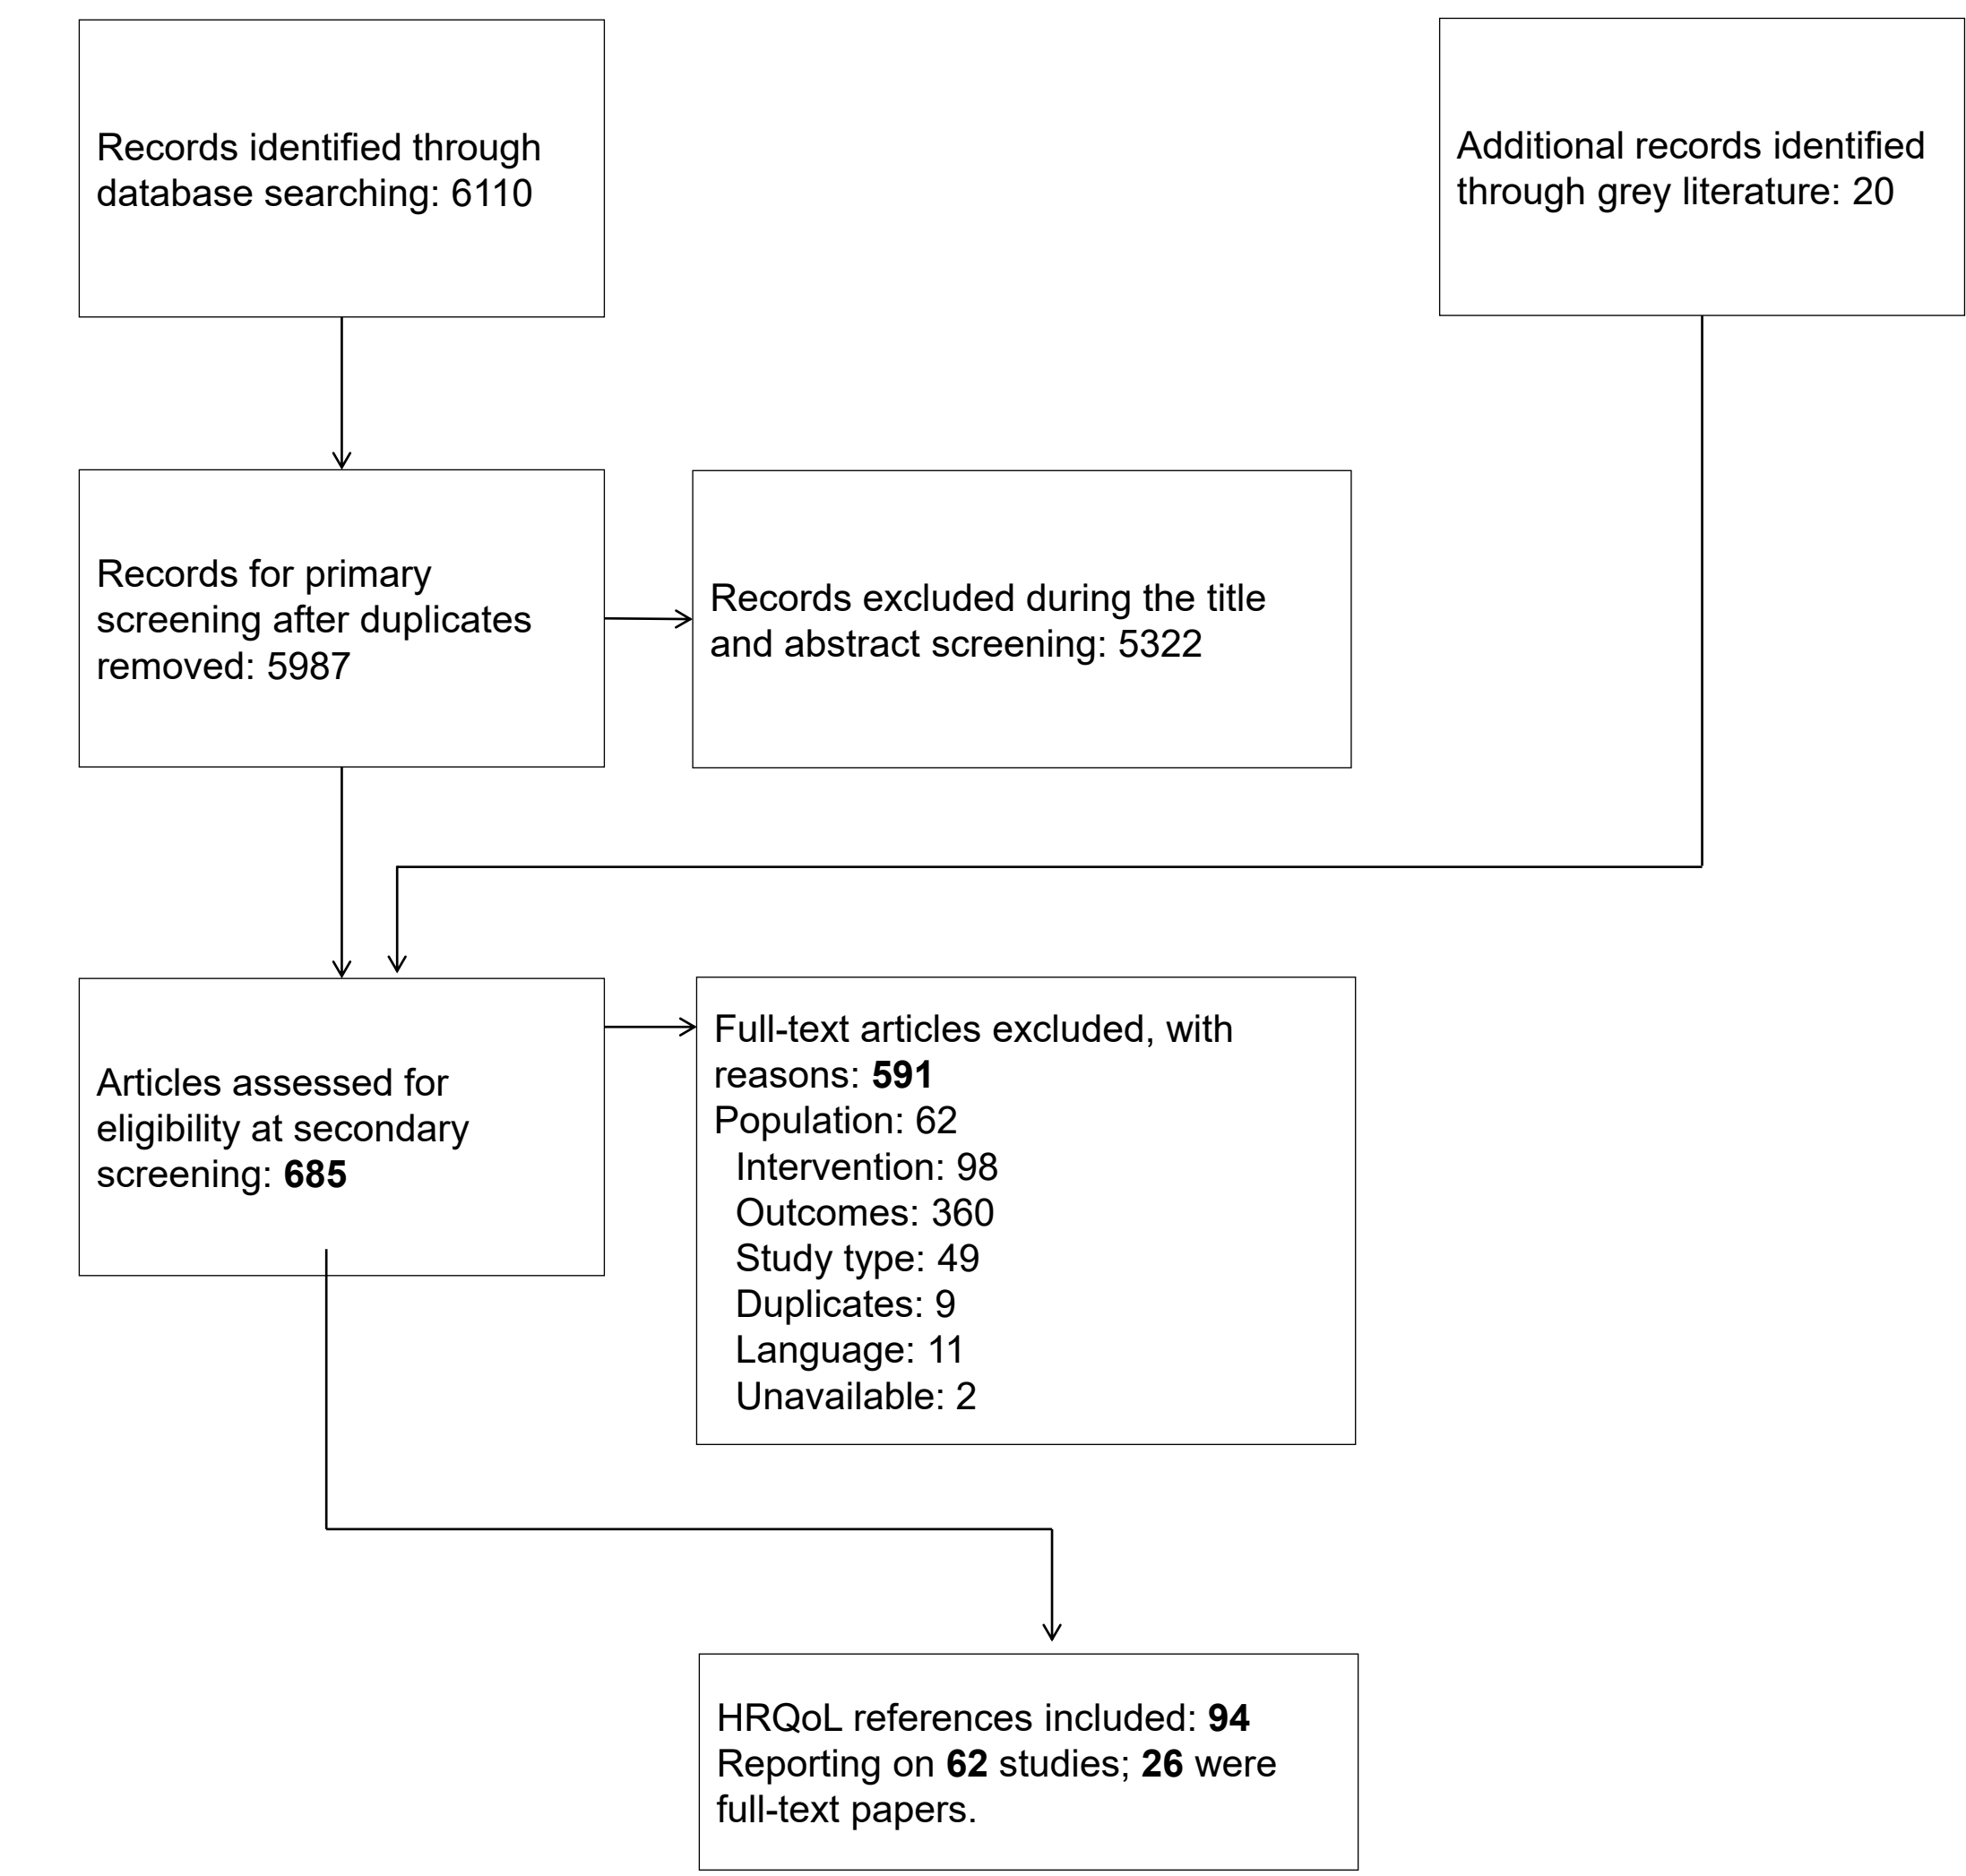 Records identified through
database searching: 6110
Additional records identified
through grey literature: 20
Records for primary
screening after duplicates
removed: 5987
Records excluded during the title
and abstract screening: 5322
Articles assessed for
eligibility at secondary
screening: 685
Full-text articles excluded, with
reasons: 591
Population: 62
Intervention: 98
Outcomes: 360
Study type: 49
Duplicates: 9
Language: 11
Unavailable: 2
HRQoL references included: 94
Reporting on 62 studies; 26 were
full-text papers.